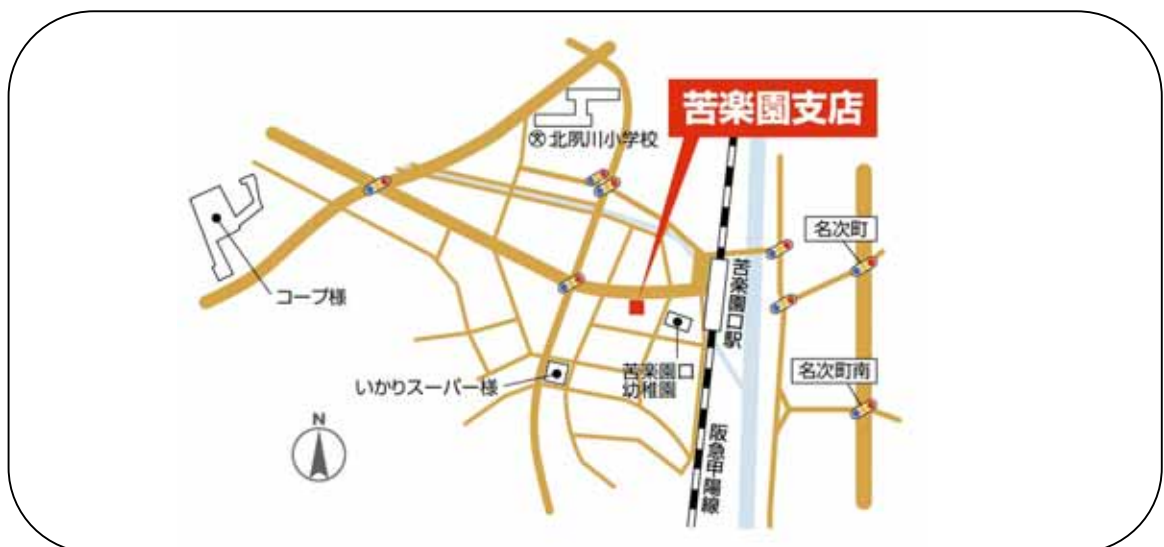 苦楽園支店
㊛北夙川小学校
名次町
コープ様
苦楽園口駅
いかりスーパー様
苦楽園口
幼稚園
名次町南
N
阪急甲陽線